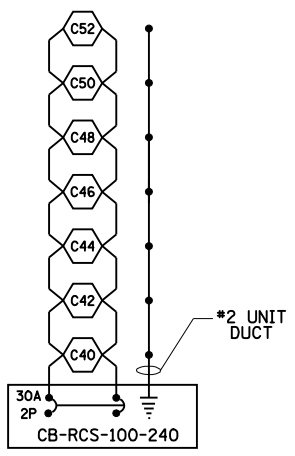 C52
C50
C48
C46
C44
C42
#2 UNIT
DUCT
C40
30A
2P
CB-RCS-100-240